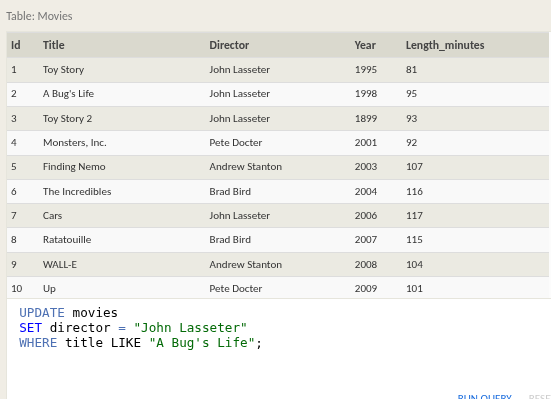 Table: Movies
Id Title Director Year Length_minutes
1 Toy Story John Lasseter 1995 81
2 A Bug's Life John Lasseter 1998 95
3 Toy Story 2 John Lasseter 1899 93
4 Monsters, Inc. Pete Docter 2001 92
5 Finding Nemo Andrew Stanton 2003 107
6 The Incredibles Brad Bird 2004 116
7 Cars John Lasseter 2006 117
8 Ratatouille Brad Bird 2007 115
9 WALL-E Andrew Stanton 2008 104
10 Up Pete Docter 2009 101
UPDATE movies
SET director = "John Lasseter"
WHERE title LIKE "A Bug's Life";
RUN QUERY